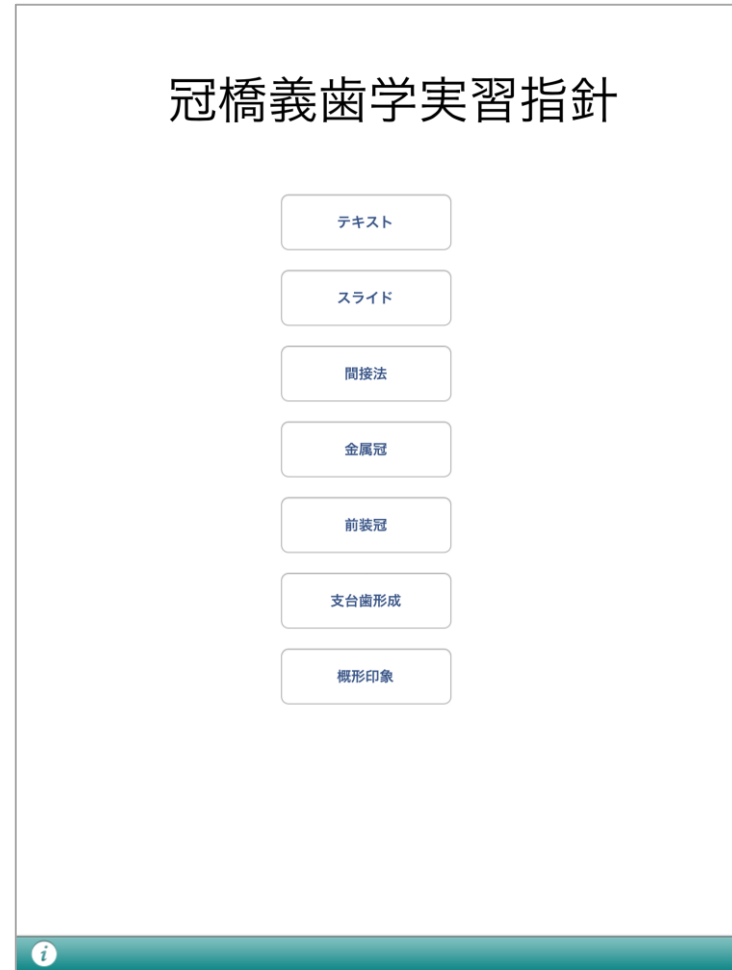 冠橋義歯学実習指針
テキスト
スライド
間接法
金属冠
前装冠
支台歯形成
概形印象
i